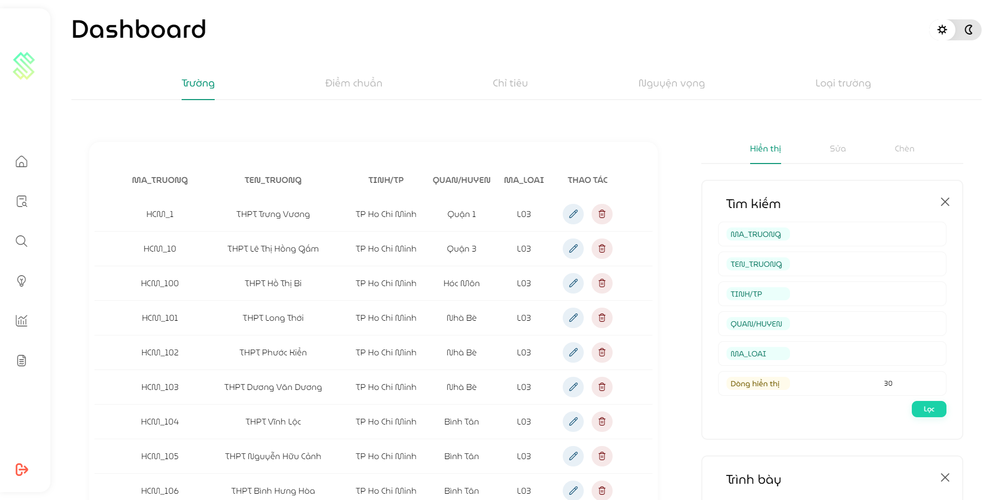 Dashboard
Trường Điểm chuẩn Chỉ tiêu Nguyện vọng Loại trường
MA_TRUONG TEN_TRUONG TINH/TP QUAN/HUYEN MA_LOAI THAO TÁC
HCM_1 THPT Trưng Vương TP Ho Chi Minh Quận 1 L03
HCM_10 THPT Lê Thị Hồng Gấm TP Ho Chi Minh Quận 3 L03
HCM_100 THPT Hồ Thị Bi TP Ho Chi Minh Hóc Môn L03
HCM_101 THPT Long Thới TP Ho Chi Minh Nhà Bè L03
HCM_102 THPT Phước Kiển TP Ho Chi Minh Nhà Bè L03
HCM_103 THPT Dương Văn Dương TP Ho Chi Minh Nhà Bè L03
HCM_104 THPT Vĩnh Lộc TP Ho Chi Minh Bình Tân L03
HCM_105 THPT Nguyễn Hữu Cảnh TP Ho Chi Minh Bình Tân L03
HCM_106 THPT Bình Hưng Hòa TP Ho Chi Minh Bình Tân L03
Hiển thị Sửa Chèn
Tìm kiếm
MA_TRUONG
TEN_TRUONG
TINH/TP
QUAN/HUYEN
MA_LOAI
Dòng hiển thị 30
Lọc
Trình bày